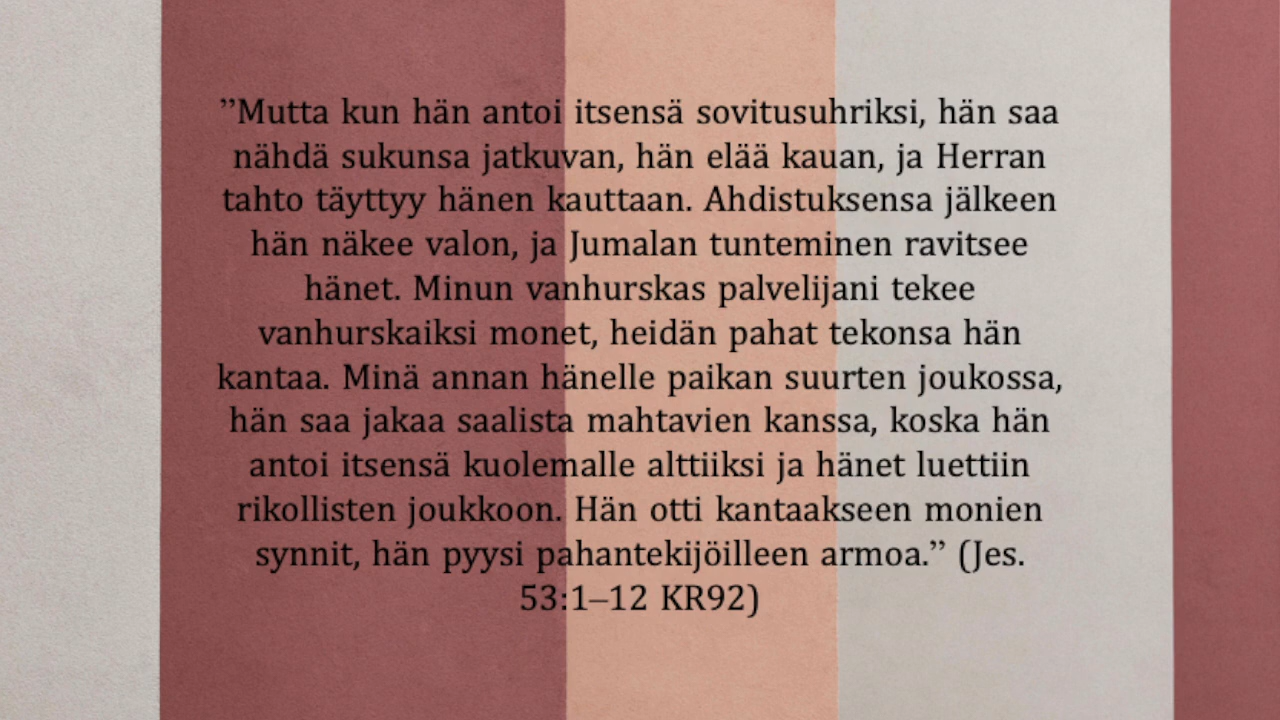 ”Mutta kun hän antoi itsensä sovitusuhriksi, hän saa
nähdä sukunsa jatkuvan, hän elää kauan, ja Herran
tahto täyttyy hänen kauttaan. Ahdistuksensa jälkeen
hän näkee valon, ja Jumalan tunteminen ravitsee
hänet. Minun vanhurskas palvelijani tekee
vanhurskaiksi monet, heidän pahat tekonsa hän
kantaa. Minä annan hänelle paikan suurten joukossa,
hän saa jakaa saalista mahtavien kanssa, koska hän
antoi itsensä kuolemalle alttiiksi ja hänet luettiin
rikollisten joukkoon. Hän otti kantaakseen monien
synnit, hän pyysi pahantekijöilleen armoa.” (Jes.
53:1–12 KR92)